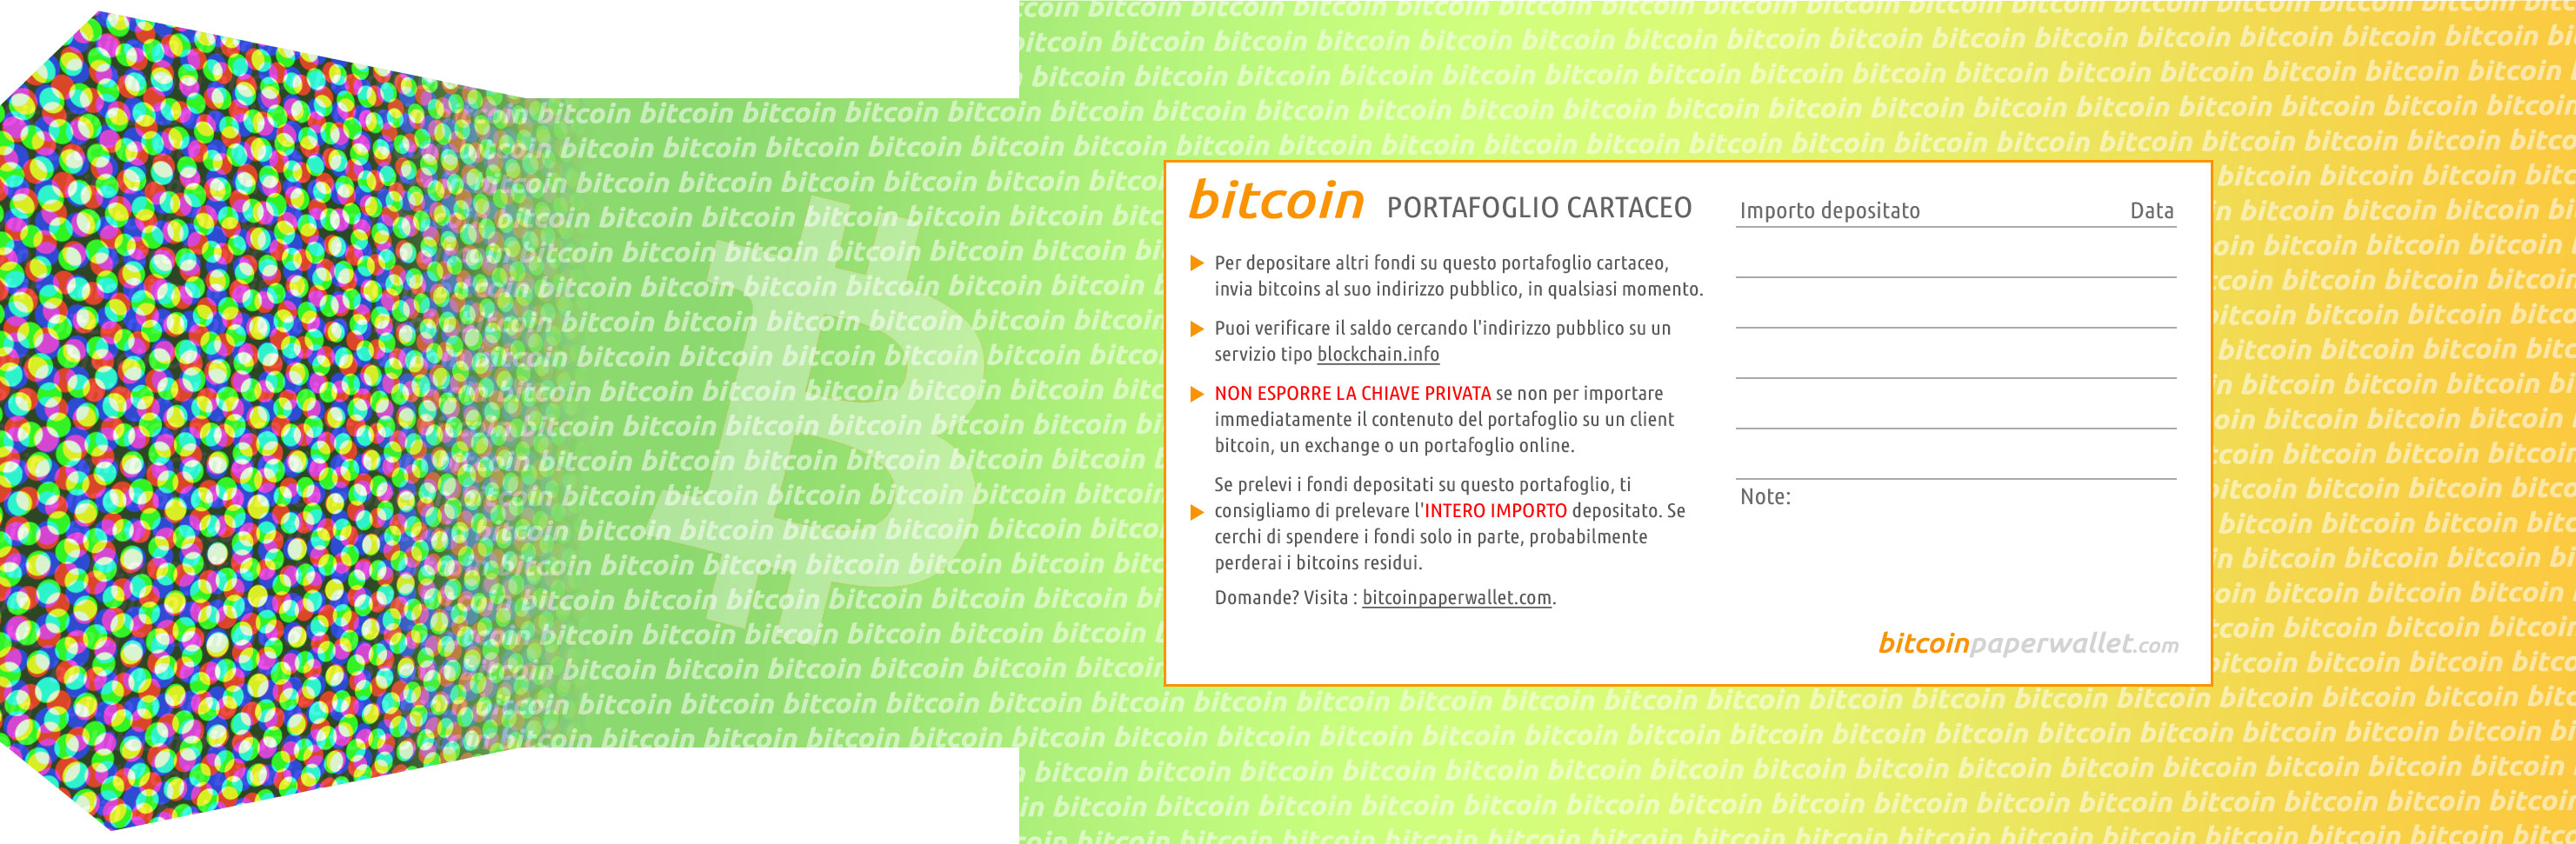 bitcoin PORTAFOGLIO CARTACEO
Per depositare altri fondi su questo portafoglio cartaceo,
invia bitcoins al suo indirizzo pubblico, in qualsiasi momento.
Puoi verificare il saldo cercando l'indirizzo pubblico su un
servizio tipo blockchain.info
NON ESPORRE LA CHIAVE PRIVATA se non per importare
immediatamente il contenuto del portafoglio su un client
bitcoin, un exchange o un portafoglio online.
Se prelevi i fondi depositati su questo portafoglio, ti
consigliamo di prelevare l'INTERO IMPORTO depositato. Se
cerchi di spendere i fondi solo in parte, probabilmente
perderai i bitcoins residui.
Domande? Visita : bitcoinpaperwallet.com.
Importo depositato Data
Note:
bitcoinpaperwallet.com